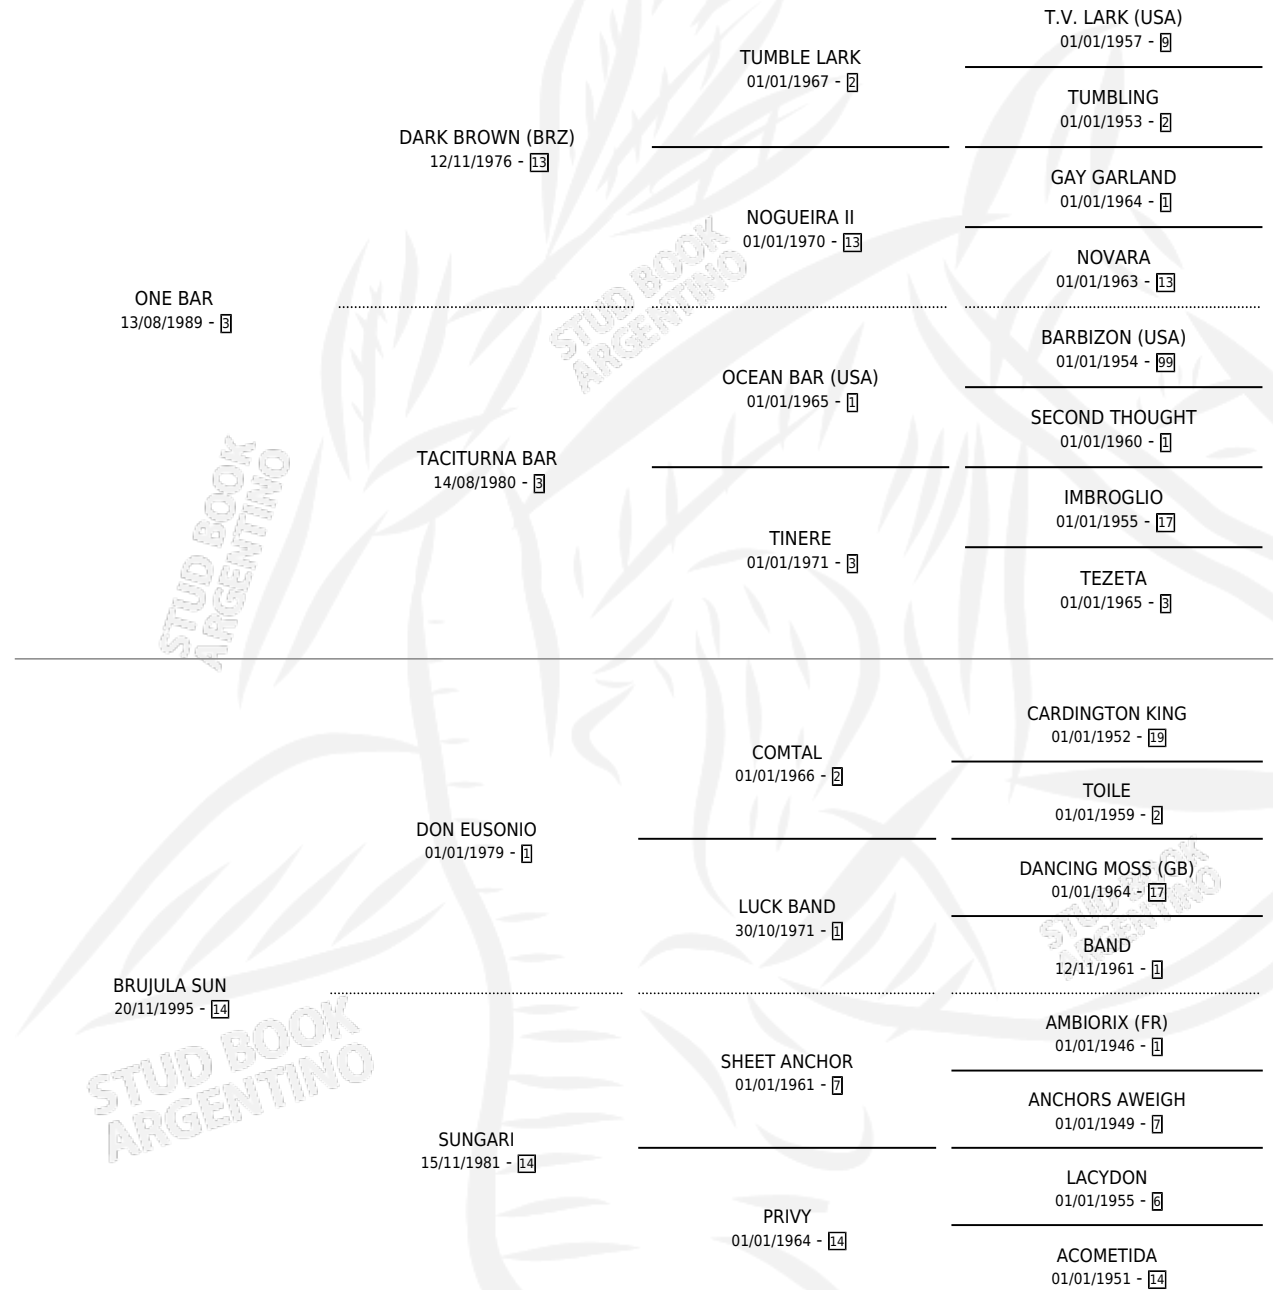 T.V. LARK (USA)
01/01/1957 - 9
TUMBLE LARK
01/01/1967 - 2
TUMBLING
01/01/1953 - 2
DARK BROWN (BRZ)
12/11/1976 - 13
GAY GARLAND
01/01/1964 - 1
NOGUEIRA II
01/01/1970 - 13
NOVARA
01/01/1963 - 13
ONE BAR
13/08/1989 - 3
BARBIZON (USA)
01/01/1954 - 99
OCEAN BAR (USA)
01/01/1965 - 1
SECOND THOUGHT
01/01/1960 - 1
TACITURNA BAR
14/08/1980 - 3
IMBROGLIO
01/01/1955 - 17
TINERE
01/01/1971 - 3
TEZETA
01/01/1965 - 3
STUD BOOK
ARGENTINO
STUD BOOK
ARGENTINO
CARDINGTON KING
01/01/1952 - 19
COMTAL
01/01/1966 - 2
TOILE
01/01/1959 - 2
DON EUSONIO
01/01/1979 - 1
DANCING MOSS (GB)
01/01/1964 - 17
LUCK BAND
30/10/1971 - 1
BAND
12/11/1961 - 1
BRUJULA SUN
20/11/1995 - 14
AMBIORIX (FR)
01/01/1946 - 1
SHEET ANCHOR
01/01/1961 - 7
ANCHORS AWEIGH
01/01/1949 - 7
SUNGARI
15/11/1981 - 14
LACYDON
01/01/1955 - 6
PRIVY
01/01/1964 - 14
ACOMETIDA
01/01/1951 - 14
STUD BOOK
ARGENTINO
STUD BOOK
ARGENTINO